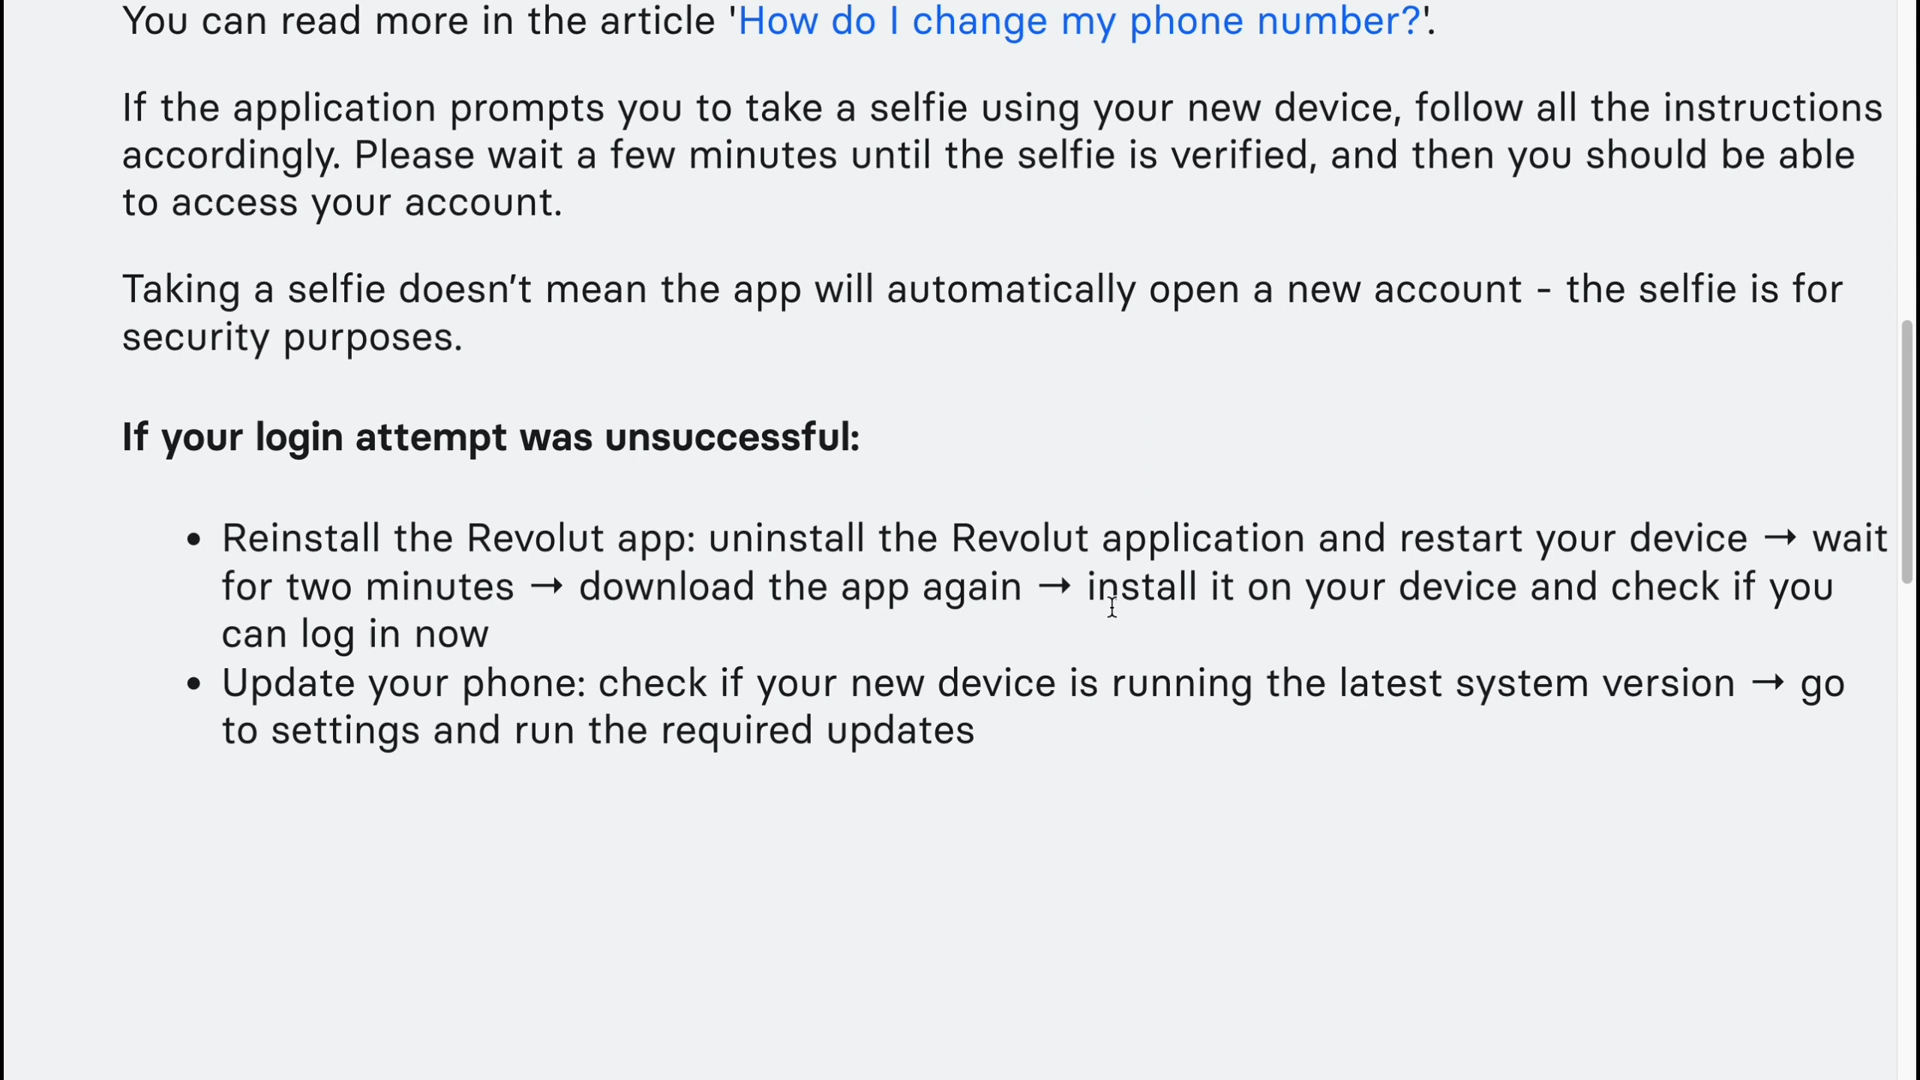 You can read more in the article 'How do I change my phone number?'.
If the application prompts you to take a selfie using your new device, follow all the instructions
accordingly. Please wait a few minutes until the selfie is verified, and then you should be able
to access your account.
Taking a selfie doesn’t mean the app will automatically open a new account - the selfie is for
security purposes.
If your login attempt was unsuccessful:
• Reinstall the Revolut app: uninstall the Revolut application and restart your device → wait
for two minutes → download the app again → install it on your device and check if you
can log in now
• Update your phone: check if your new device is running the latest system version → go
to settings and run the required updates